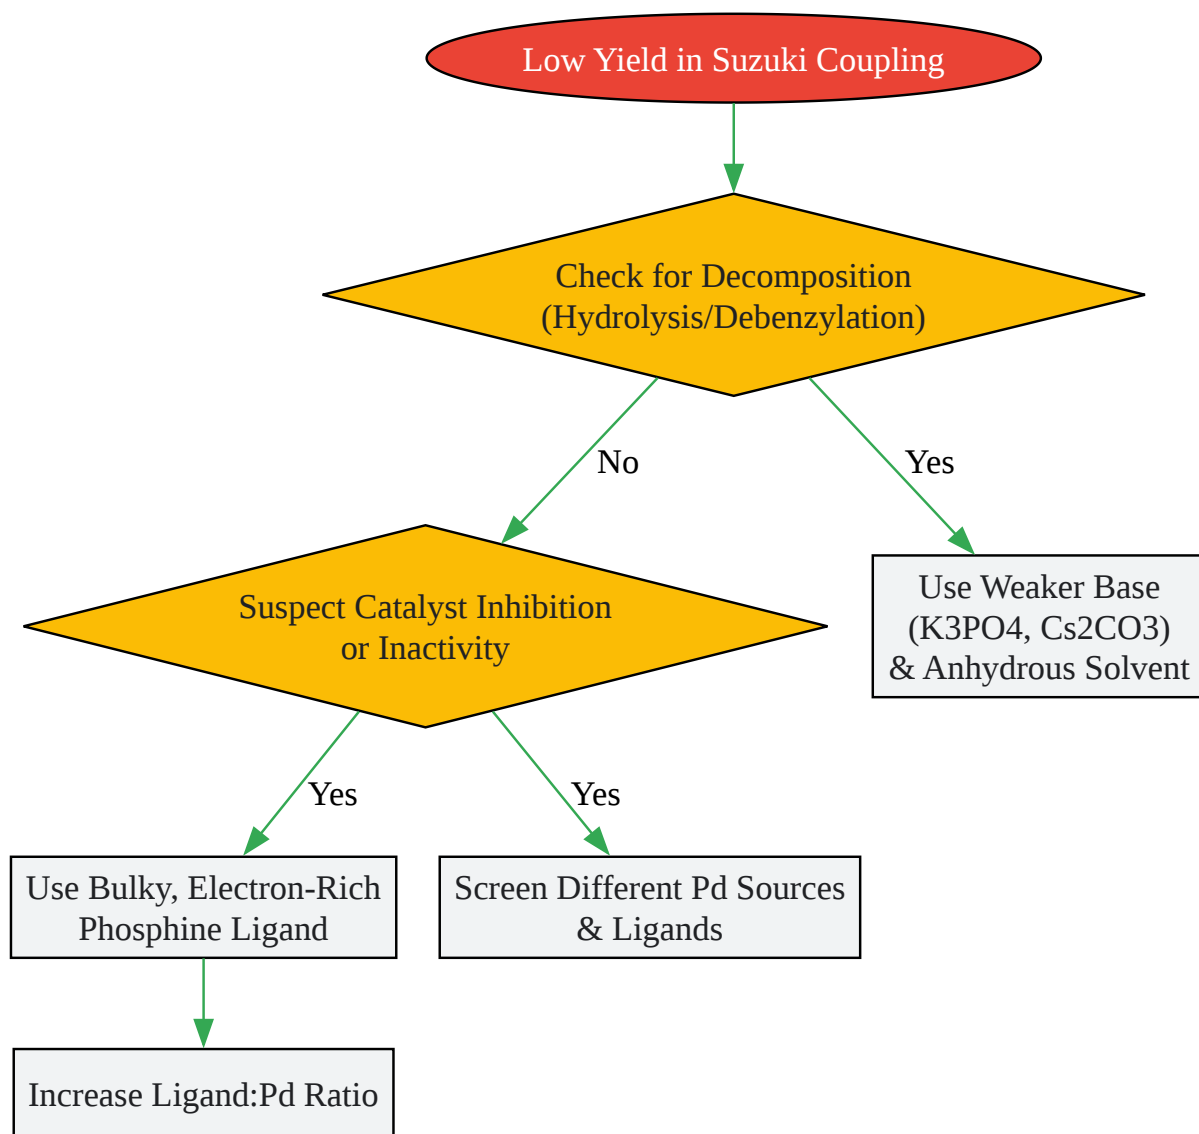 Low Yield in Suzuki Coupling
Check for Decomposition
(Hydrolysis/Debenzylation)
No
Yes
Suspect Catalyst Inhibition
or Inactivity
Use Weaker Base
(K3PO4, Cs2CO3)
& Anhydrous Solvent
Yes
Yes
Use Bulky, Electron-Rich
Phosphine Ligand
Screen Different Pd Sources
& Ligands
Increase Ligand:Pd Ratio